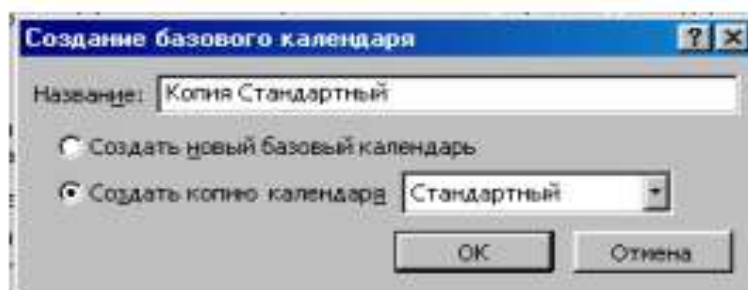 Создание базового календаря
Название: Копия Стандартный
Создать новый базовый календарь
Создать копию календаря Стандартный
ОК Отмена